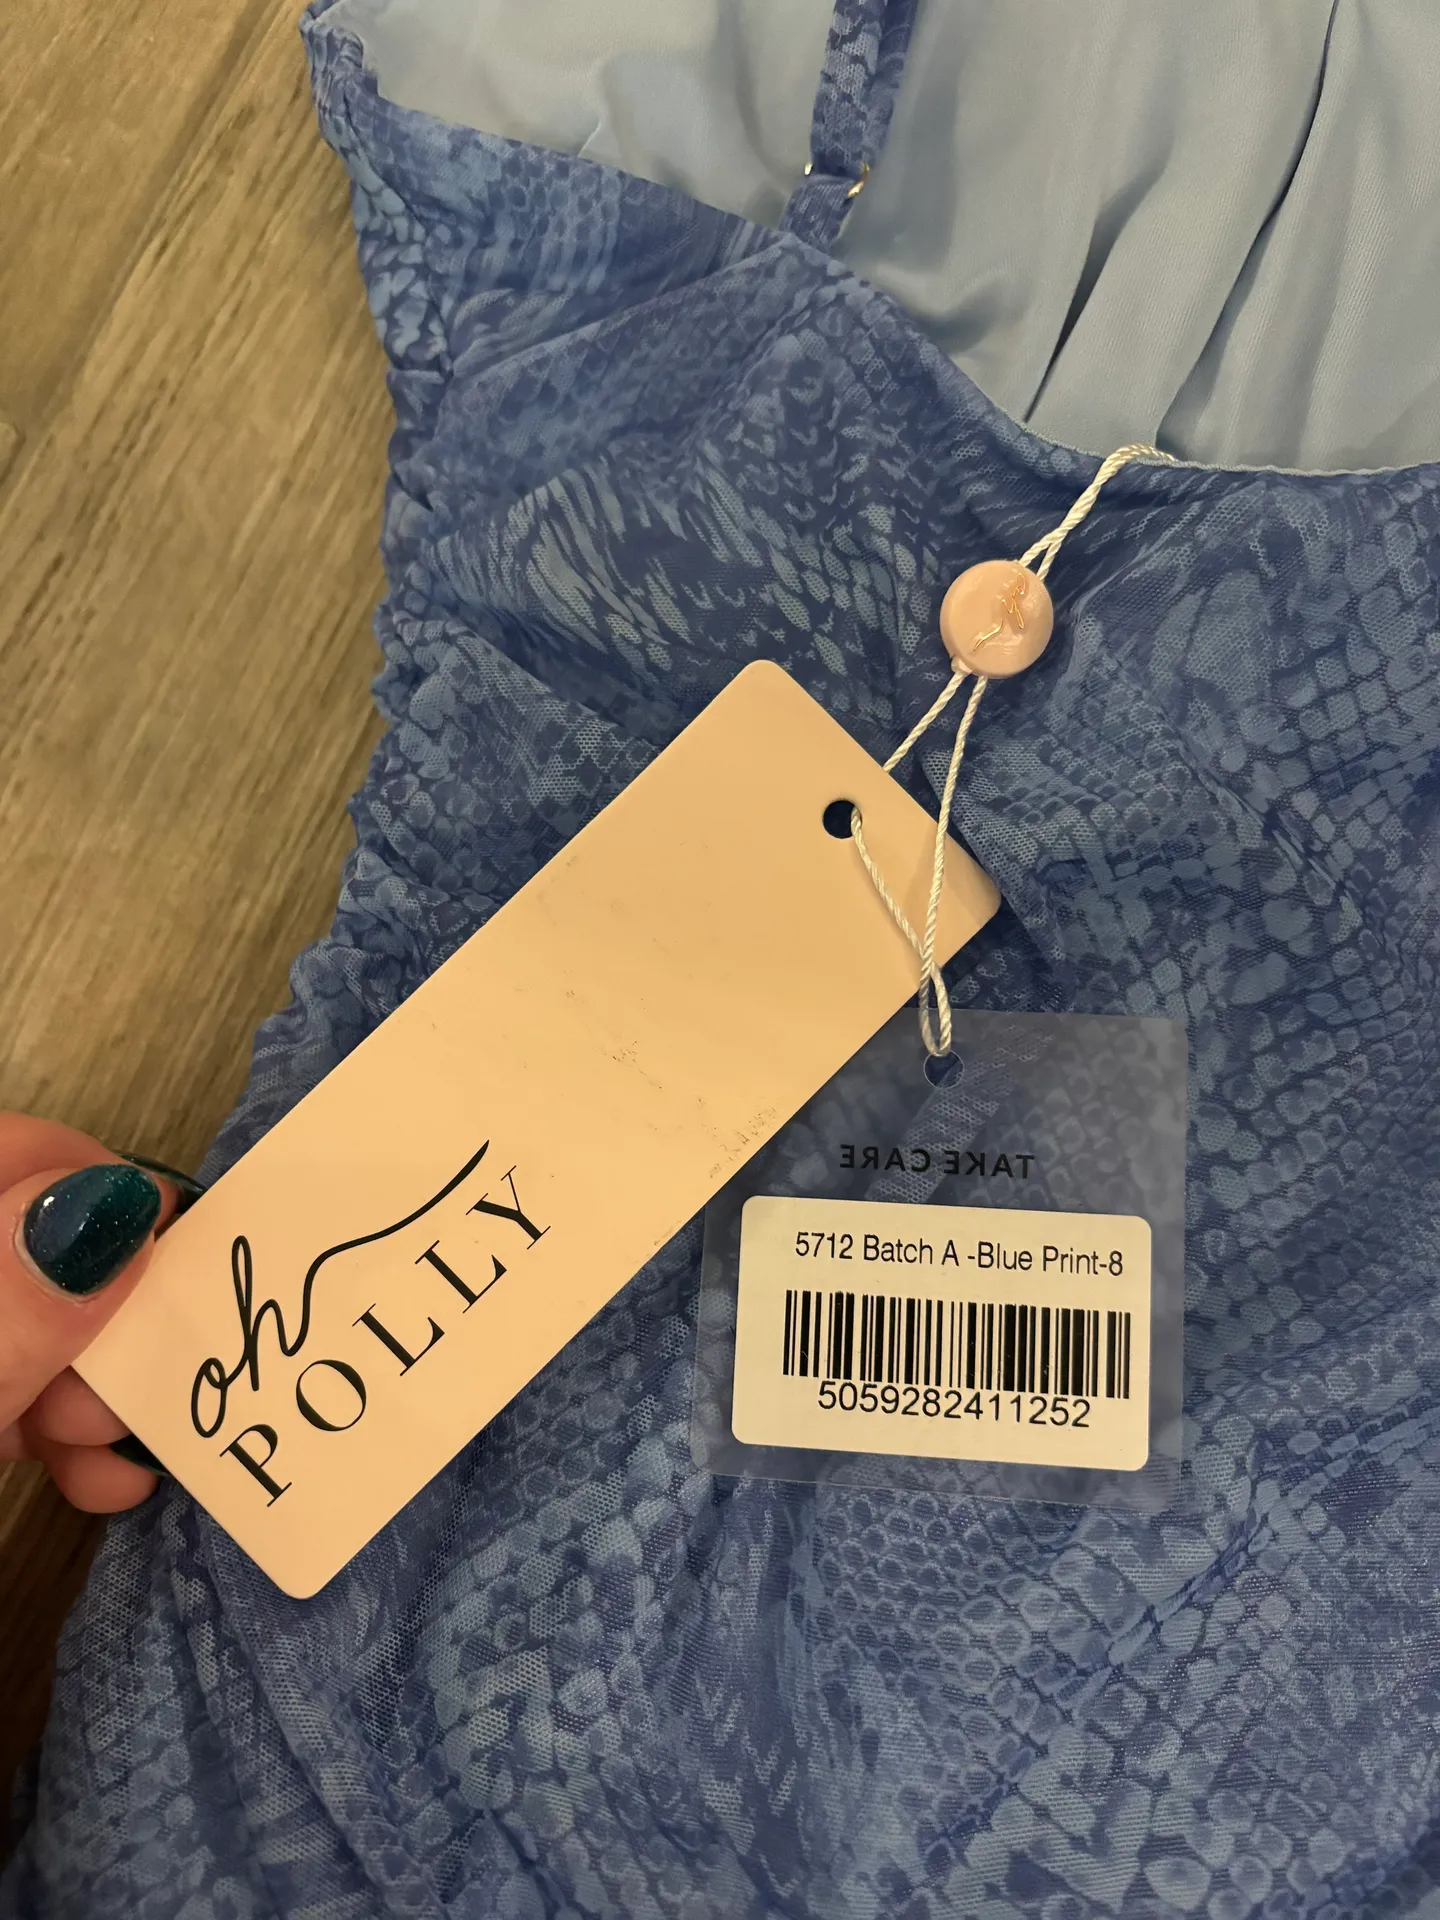 oh
POLLY
TAKE CARE
5712 Batch A -Blue Print-8
5059282411252